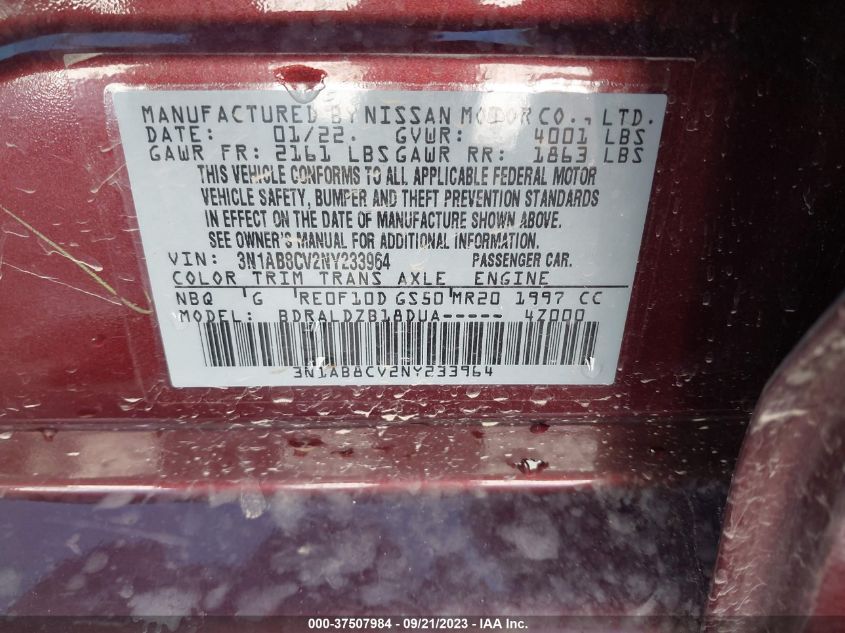 MANUFACTURED BY NISSAN MOTOR CO., LTD.
DATE: 01/22. GVWR: 4001 LBS
GAWR FR: 2161 LBS GAWR RR: 1863 LBS
THIS VEHICLE CONFORMS TO ALL APPLICABLE FEDERAL MOTOR
VEHICLE SAFETY, BUMPER AND THEFT PREVENTION STANDARDS
IN EFFECT ON THE DATE OF MANUFACTURE SHOWN ABOVE.
SEE OWNER'S MANUAL FOR ADDITIONAL INFORMATION.
VIN: 3N1AB8CV2NY233964 PASSENGER CAR.
COLOR TRIM TRANS AXLE ENGINE
NBQ G RE0F10D GS50 MR20 1997 CC
MODEL: BDRALDZB18DUA----- 4Z000
3N1AB8CV2NY233964
000-37507984 - 09/21/2023 - IAA Inc.